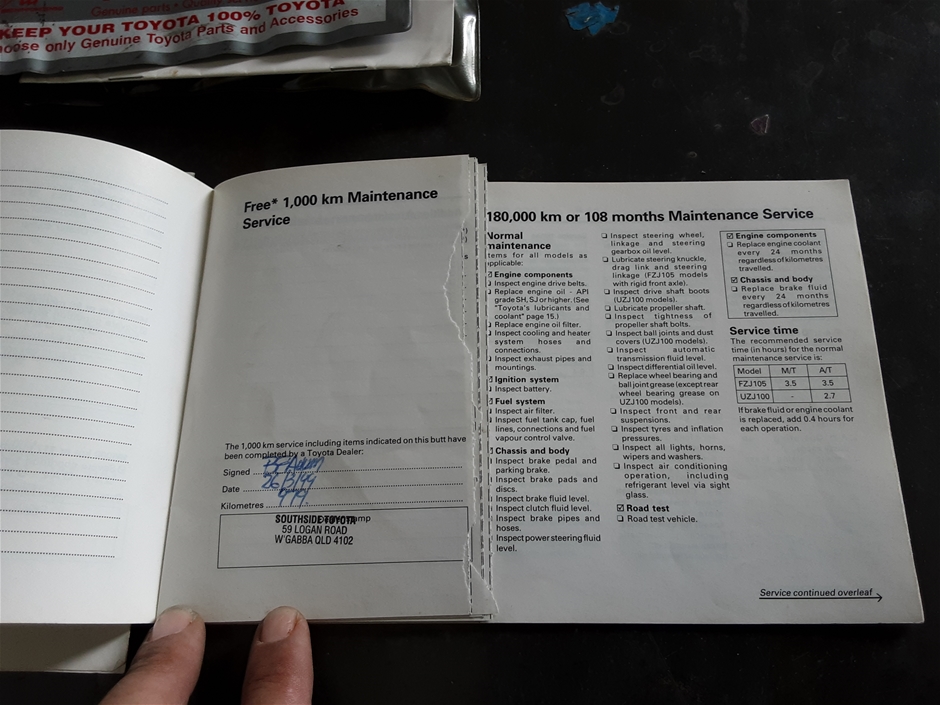 Genuine parts • Quality
KEEP YOUR TOYOTA 100% TOYOTA
hoose only Genuine Toyota Parts and Accessories
Free* 1,000 km Maintenance
Service
The 1,000 km service including items indicated on this butt have
been completed by a Toyota Dealer:
Signed
Date 26/3/99
Kilometres 979
SOUTHSIDE TOYOTA
59 LOGAN ROAD
W'GABBA QLD 4102
180,000 km or 108 months Maintenance Service
Normal
maintenance
items for all models as
applicable:
Engine components
Inspect engine drive belts.
Replace engine oil - API
grade SH, SJ or higher. (See
"Toyota's lubricants and
coolant" page 15.)
Replace engine oil filter.
Inspect cooling and heater
system hoses and
connections.
Inspect exhaust pipes and
mountings.
Ignition system
Inspect battery.
Fuel system
Inspect air filter.
Inspect fuel tank cap, fuel
lines, connections and fuel
vapour control valve.
Chassis and body
Inspect brake pedal and
parking brake.
Inspect brake pads and
discs.
Inspect brake fluid level.
Inspect clutch fluid level.
Inspect brake pipes and
hoses.
Inspect power steering fluid
level.
Inspect steering wheel,
linkage and steering
gearbox oil level.
Lubricate steering knuckle,
drag link and steering
linkage (FZJ105 models
with rigid front axle).
Inspect drive shaft boots
(UZJ100 models).
Lubricate propeller shaft.
Inspect tightness of
propeller shaft bolts.
Inspect ball joints and dust
covers (UZJ100 models).
Inspect automatic
transmission fluid level.
Inspect differential oil level.
Replace wheel bearing and
ball joint grease (except rear
wheel bearing grease on
UZJ100 models).
Inspect front and rear
suspensions.
Inspect tyres and inflation
pressures.
Inspect all lights, horns,
wipers and washers.
Inspect air conditioning
operation, including
refrigerant level via sight
glass.
Road test
Road test vehicle.
Engine components
Replace engine coolant
every 24 months
regardless of kilometres
travelled.
Chassis and body
Replace brake fluid
every 24 months
regardless of kilometres
travelled.
Service time
The recommended service
time (in hours) for the normal
maintenance service is:
Model M/T A/T
FZJ105 3.5 3.5
UZJ100 - 2.7
If brake fluid or engine coolant
is replaced, add 0.4 hours for
each operation.
Service continued overleaf